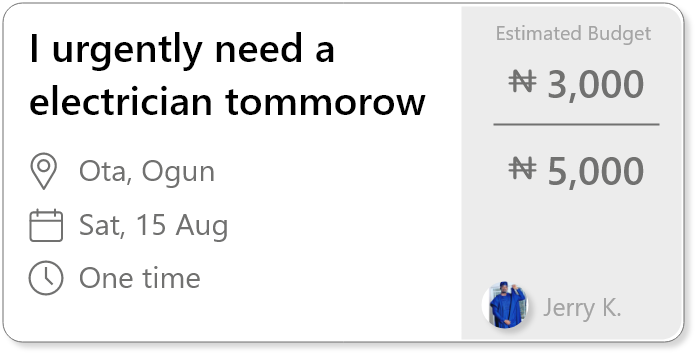 I urgently need a
electrician tommorow
Ota, Ogun
Sat, 15 Aug
One time
Estimated Budget
₦ 3,000
₦ 5,000
Jerry K.